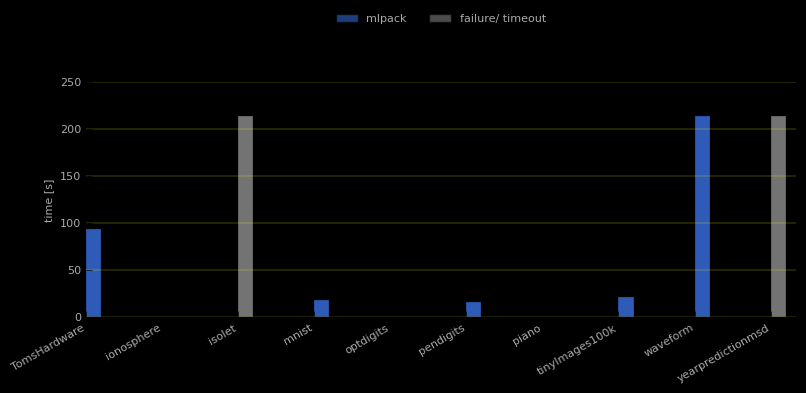 mlpack failure/ timeout
250
200
150
100
50
0
time [s]
TomsHardware
ionosphere
isolet
mnist
optdigits
pendigits
piano
tinyImages100k
waveform
yearpredictionmsd